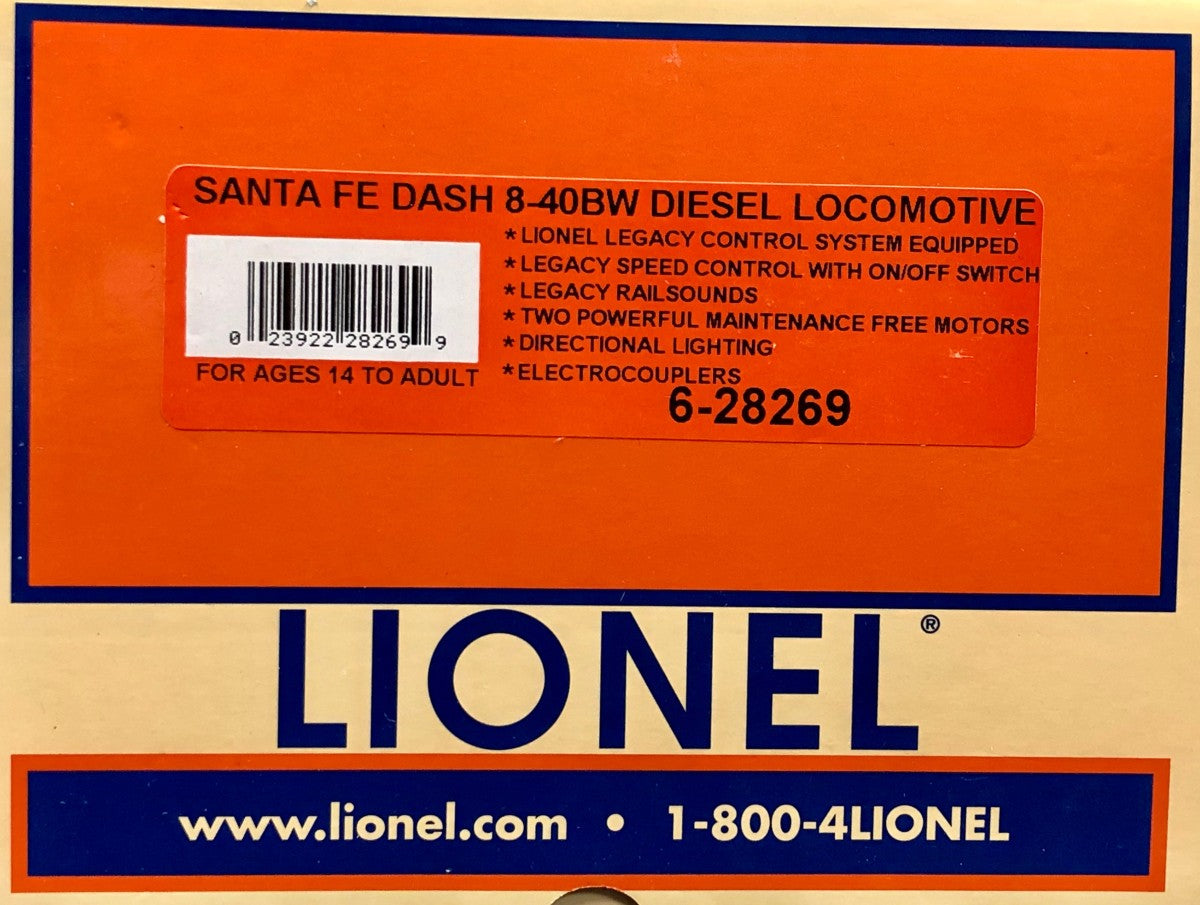 SANTA FE DASH 8-40BW DIESEL LOCOMOTIVE
* LIONEL LEGACY CONTROL SYSTEM EQUIPPED
* LEGACY SPEED CONTROL WITH ON/OFF SWITCH
* LEGACY RAILSOUNDS
* TWO POWERFUL MAINTENANCE FREE MOTORS
* DIRECTIONAL LIGHTING
* ELECTROCOUPLERS
0 23922 28269 9
FOR AGES 14 TO ADULT
6-28269
LIONEL®
www.lionel.com • 1-800-4LIONEL